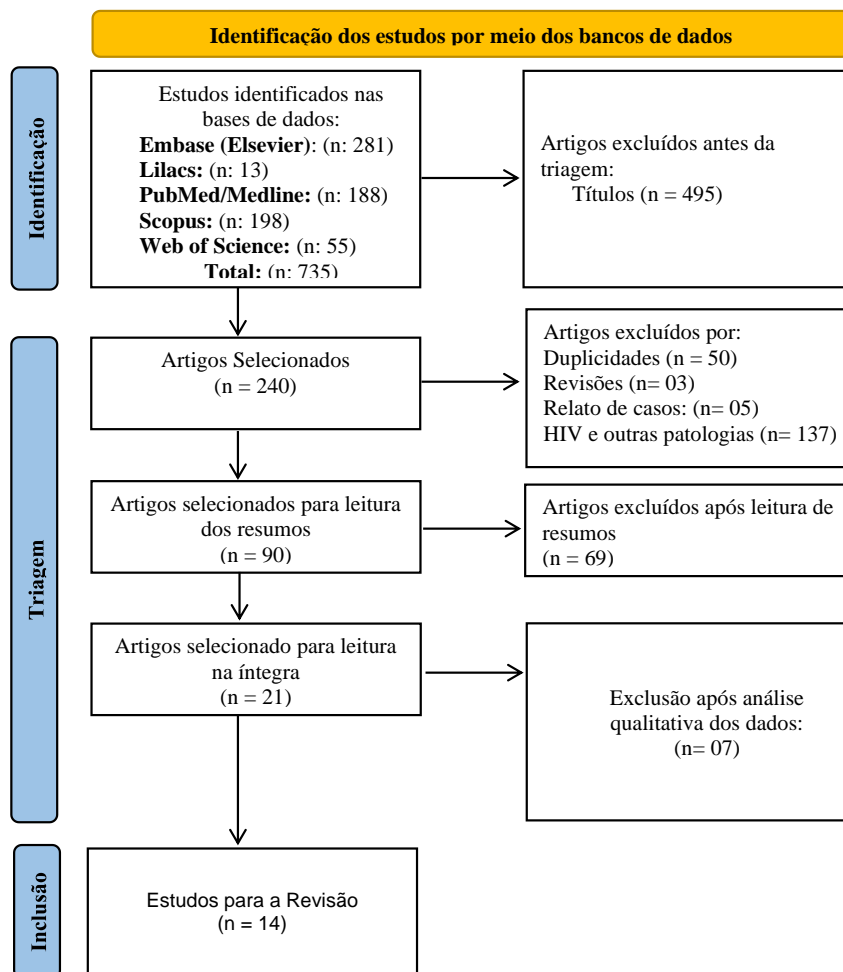 Identificação dos estudos por meio dos bancos de dados
Identificação
Estudos identificados nas
bases de dados:
Embase (Elsevier): (n: 281)
Lilacs: (n: 13)
PubMed/Medline: (n: 188)
Scopus: (n: 198)
Web of Science: (n: 55)
Total: (n: 735)
Artigos excluídos antes da
triagem:
Títulos (n = 495)
Triagem
Artigos Selecionados
(n = 240)
Artigos excluídos por:
Duplicidades (n = 50)
Revisões (n= 03)
Relato de casos: (n= 05)
HIV e outras patologias (n= 137)
Artigos selecionados para leitura
dos resumos
(n = 90)
Artigos excluídos após leitura de
resumos
(n = 69)
Artigos selecionado para leitura
na íntegra
(n = 21)
Exclusão após análise
qualitativa dos dados:
(n= 07)
Inclusão
Estudos para a Revisão
(n = 14)